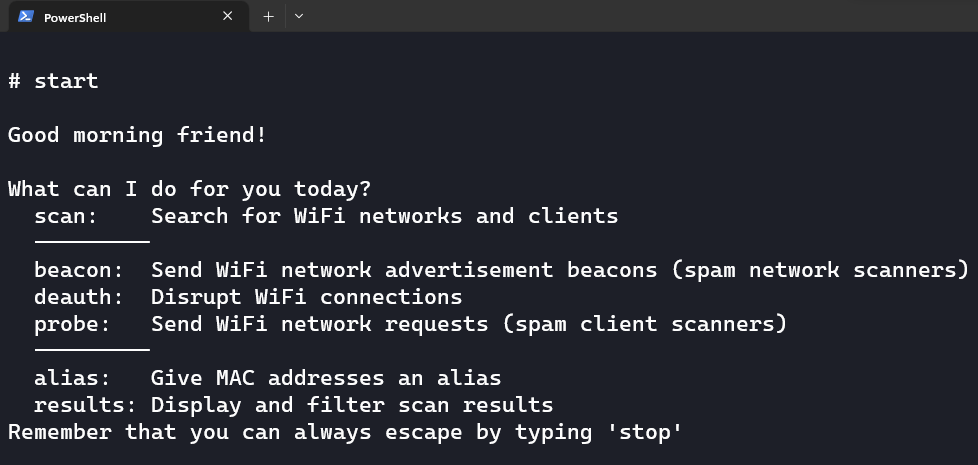 PowerShell
# start
Good morning friend!
What can I do for you today?
scan: Search for WiFi networks and clients
beacon: Send WiFi network advertisement beacons (spam network scanners)
deauth: Disrupt WiFi connections
probe: Send WiFi network requests (spam client scanners)
alias: Give MAC addresses an alias
results: Display and filter scan results
Remember that you can always escape by typing 'stop'